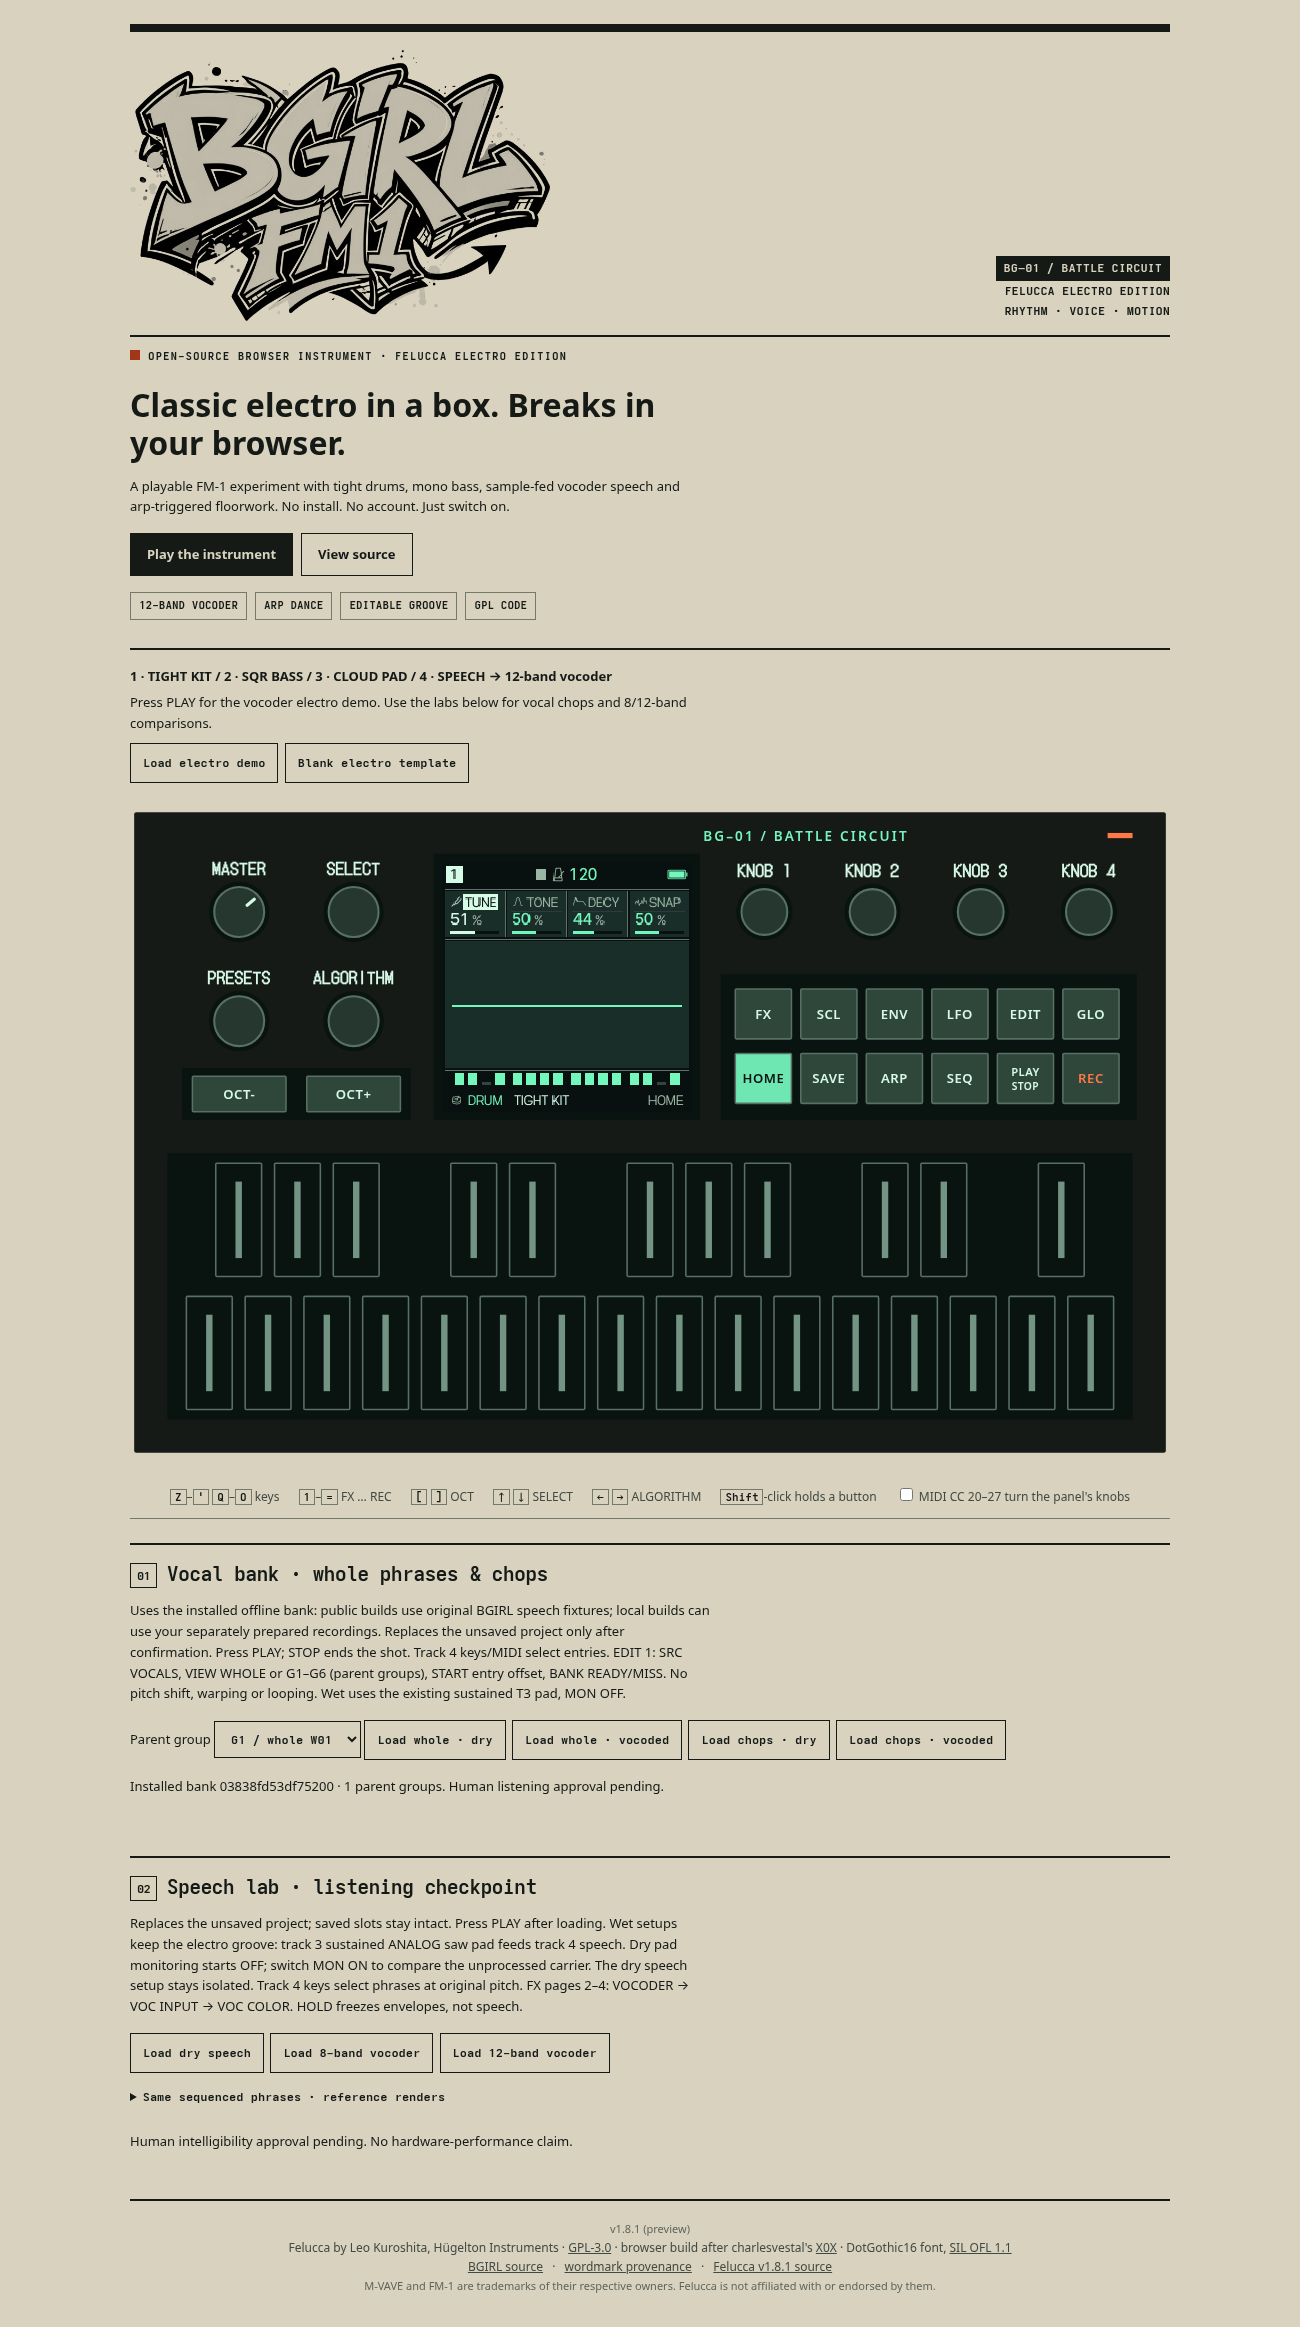 BGIRL
FM1
BG-01 / BATTLE CIRCUIT
FELUCCA ELECTRO EDITION
RHYTHM · VOICE · MOTION
OPEN-SOURCE BROWSER INSTRUMENT · FELUCCA ELECTRO EDITION
Classic electro in a box. Breaks in
your browser.
A playable FM-1 experiment with tight drums, mono bass, sample-fed vocoder speech and
arp-triggered floorwork. No install. No account. Just switch on.
Play the instrument View source
12-BAND VOCODER ARP DANCE EDITABLE GROOVE GPL CODE
1 · TIGHT KIT / 2 · SQR BASS / 3 · CLOUD PAD / 4 · SPEECH → 12-band vocoder
Press PLAY for the vocoder electro demo. Use the labs below for vocal chops and 8/12-band
comparisons.
Load electro demo Blank electro template
BG-01 / BATTLE CIRCUIT
MASTER SELECT
1 120
KNOB 1 KNOB 2 KNOB 3 KNOB 4
TUNE TONE DECY SNAP
51 % 50 % 44 % 50 %
PRESETS ALGORITHM
FX SCL ENV LFO EDIT GLO
HOME SAVE ARP SEQ PLAY STOP REC
OCT- OCT+
DRUM TIGHT KIT HOME
Z – ' Q – O keys 1 – = FX ... REC [ ] OCT ↑ ↓ SELECT ← → ALGORITHM Shift-click holds a button MIDI CC 20–27 turn the panel's knobs
01 Vocal bank · whole phrases & chops
Uses the installed offline bank: public builds use original BGIRL speech fixtures; local builds can
use your separately prepared recordings. Replaces the unsaved project only after
confirmation. Press PLAY; STOP ends the shot. Track 4 keys/MIDI select entries. EDIT 1: SRC
VOCALS, VIEW WHOLE or G1–G6 (parent groups), START entry offset, BANK READY/MISS. No
pitch shift, warping or looping. Wet uses the existing sustained T3 pad, MON OFF.
Parent group G1 / whole W01 Load whole · dry Load whole · vocoded Load chops · dry Load chops · vocoded
Installed bank 03838fd53df75200 · 1 parent groups. Human listening approval pending.
02 Speech lab · listening checkpoint
Replaces the unsaved project; saved slots stay intact. Press PLAY after loading. Wet setups
keep the electro groove: track 3 sustained ANALOG saw pad feeds track 4 speech. Dry pad
monitoring starts OFF; switch MON ON to compare the unprocessed carrier. The dry speech
setup stays isolated. Track 4 keys select phrases at original pitch. FX pages 2–4: VOCODER →
VOC INPUT → VOC COLOR. HOLD freezes envelopes, not speech.
Load dry speech Load 8-band vocoder Load 12-band vocoder
Same sequenced phrases · reference renders
Human intelligibility approval pending. No hardware-performance claim.
v1.8.1 (preview)
Felucca by Leo Kuroshita, Hügelton Instruments · GPL-3.0 · browser build after charlesvestal's X0X · DotGothic16 font, SIL OFL 1.1
BGIRL source · wordmark provenance · Felucca v1.8.1 source
M-VAVE and FM-1 are trademarks of their respective owners. Felucca is not affiliated with or endorsed by them.